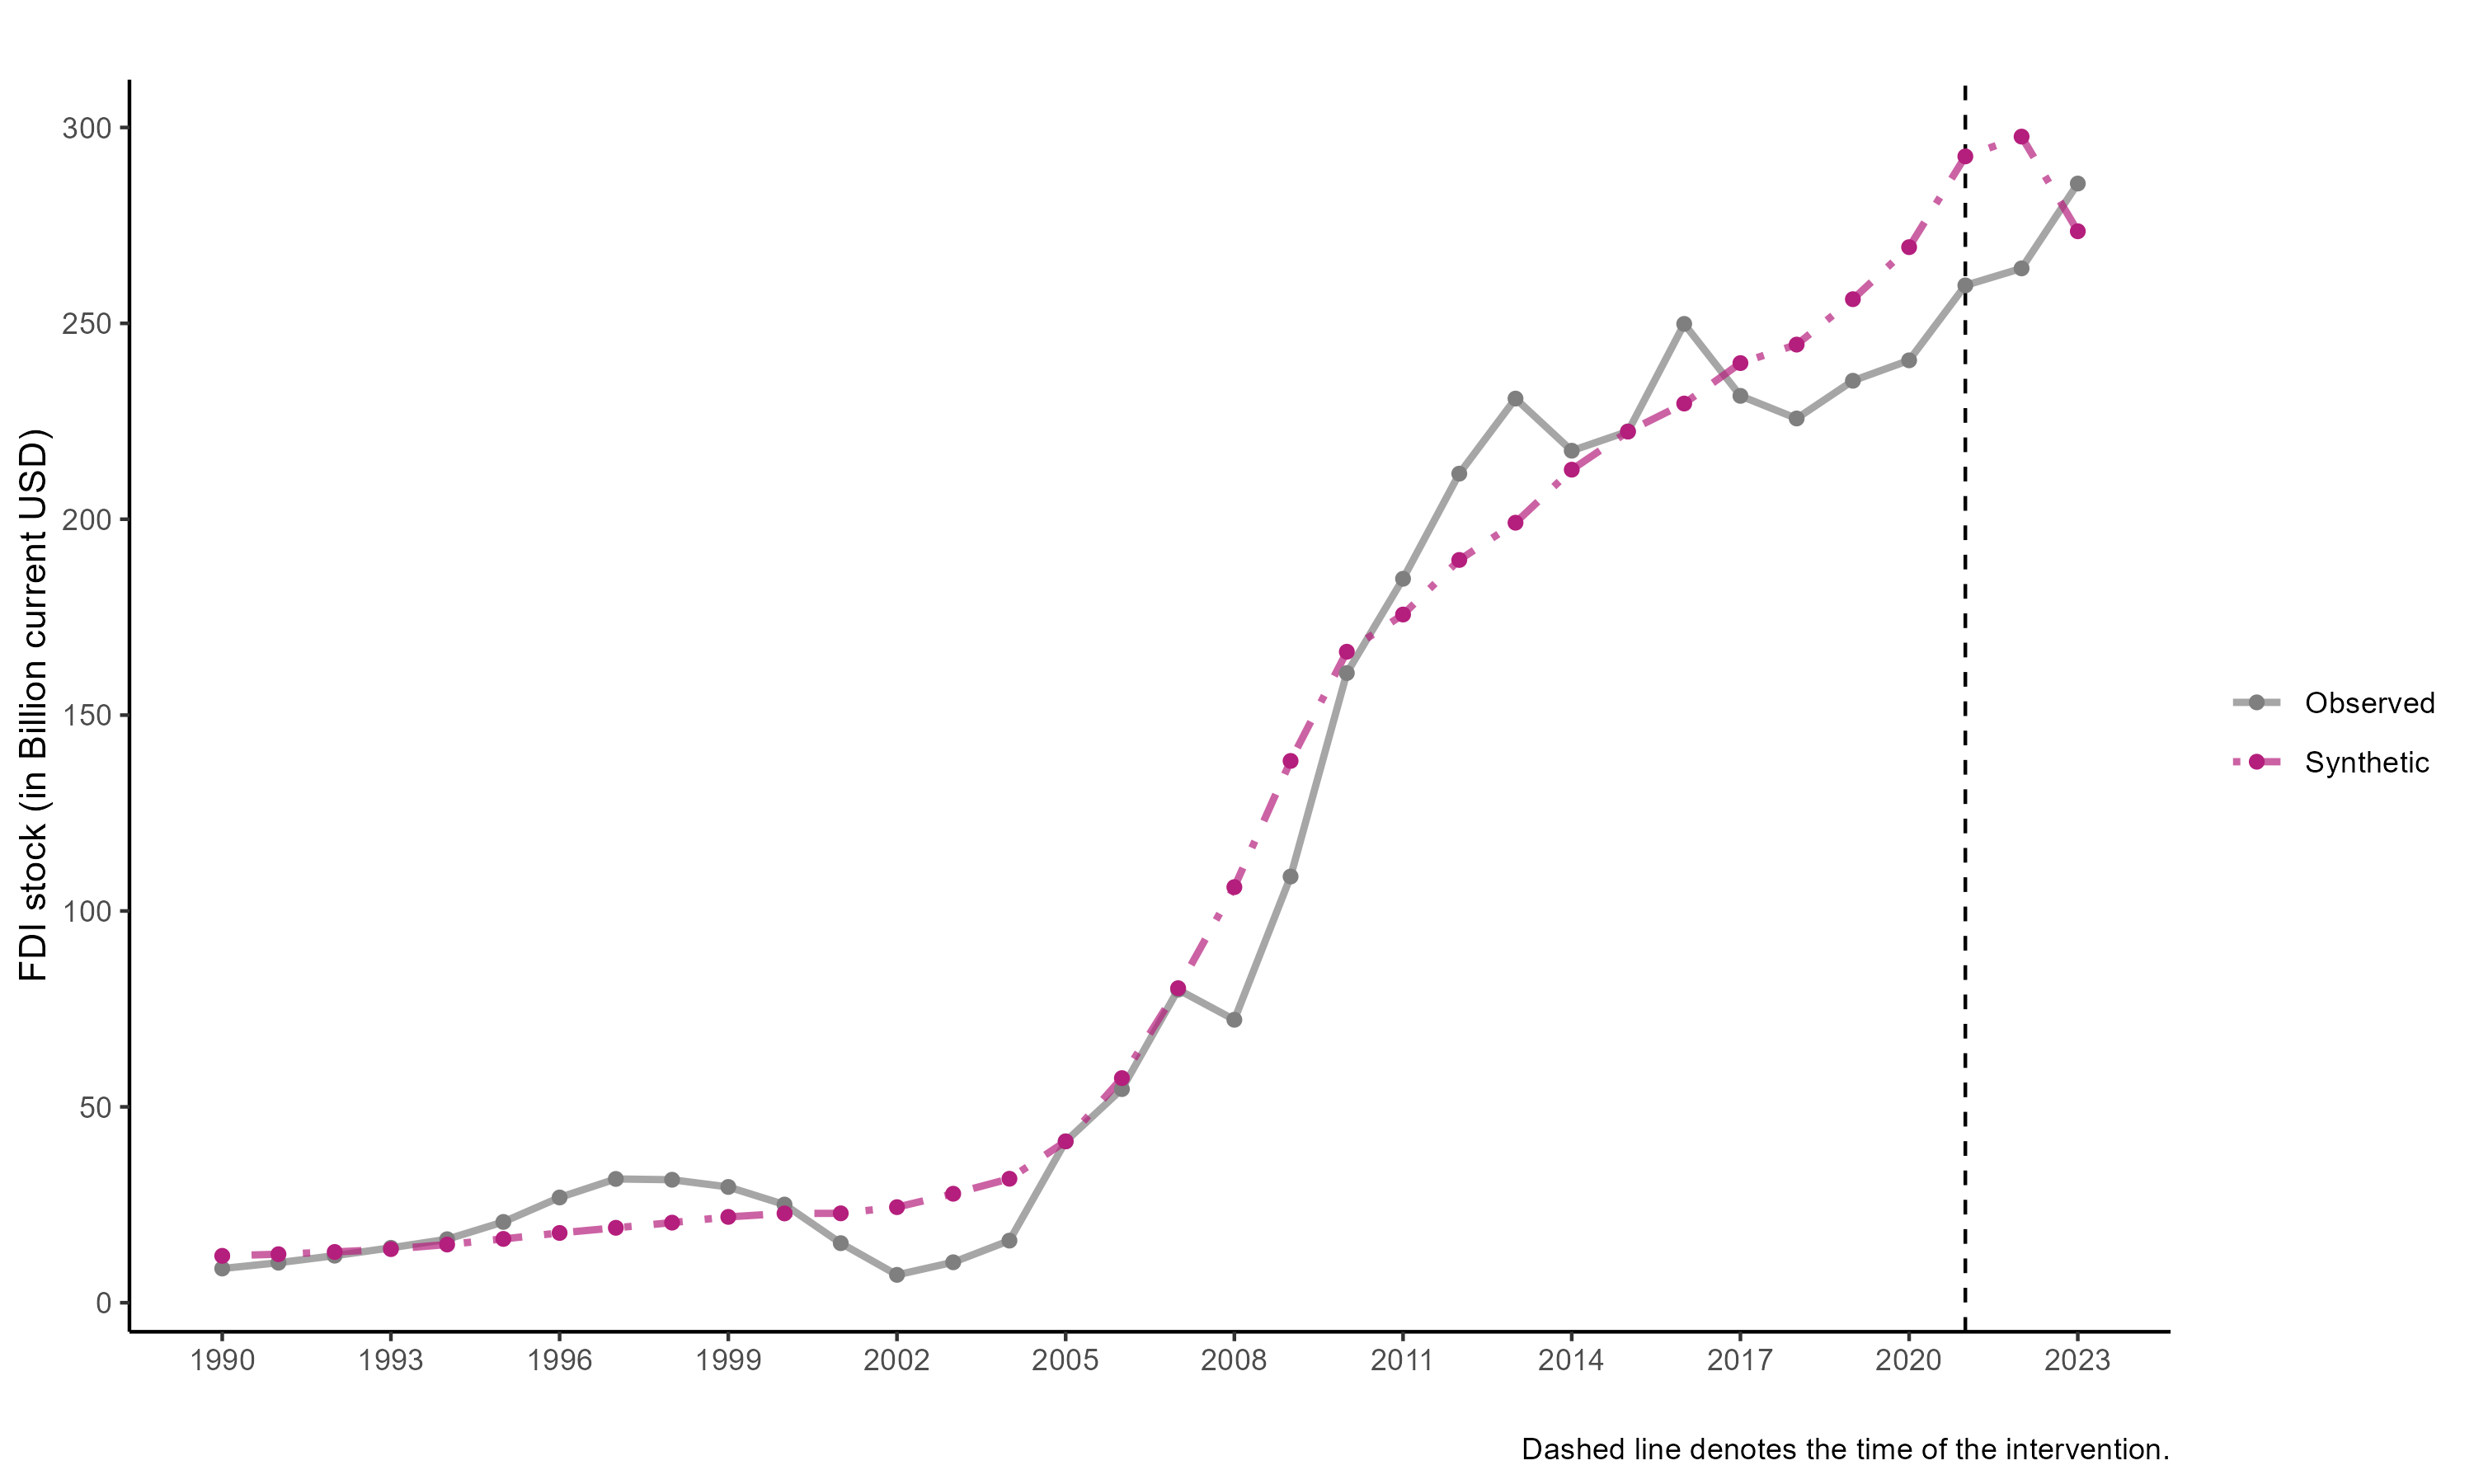 FDI stock (in Billion current USD)
300
250
200
150
100
50
0
1990 1993 1996 1999 2002 2005 2008 2011 2014 2017 2020 2023
Observed
Synthetic
Dashed line denotes the time of the intervention.